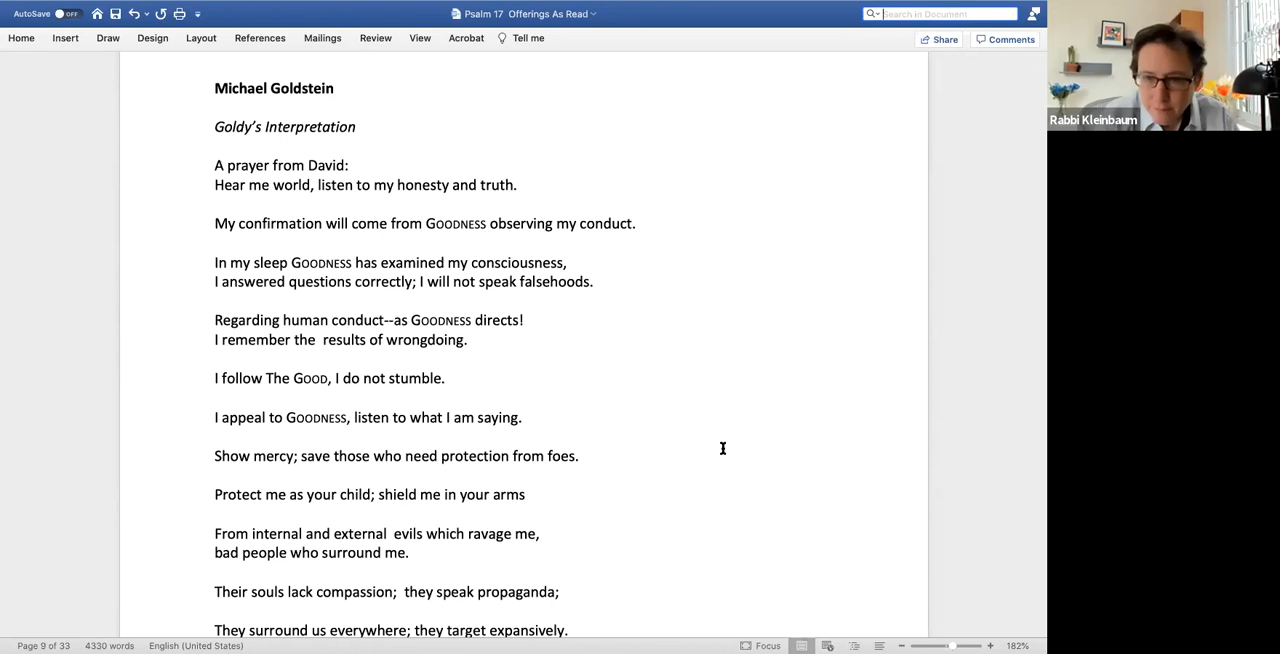 AutoSave OFF
Psalm 17 Offerings As Read
Search in Document
Home Insert Draw Design Layout References Mailings Review View Acrobat Tell me
Share Comments
Rabbi Kleinbaum
Michael Goldstein
Goldy's Interpretation
A prayer from David:
Hear me world, listen to my honesty and truth.
My confirmation will come from GOODNESS observing my conduct.
In my sleep GOODNESS has examined my consciousness,
I answered questions correctly; I will not speak falsehoods.
Regarding human conduct--as GOODNESS directs!
I remember the  results of wrongdoing.
I follow The GOOD, I do not stumble.
I appeal to GOODNESS, listen to what I am saying.
Show mercy; save those who need protection from foes.
Protect me as your child; shield me in your arms
From internal and external  evils which ravage me,
bad people who surround me.
Their souls lack compassion;  they speak propaganda;
They surround us everywhere; they target expansively.
Page 9 of 33 4330 words English (United States) Focus 182%